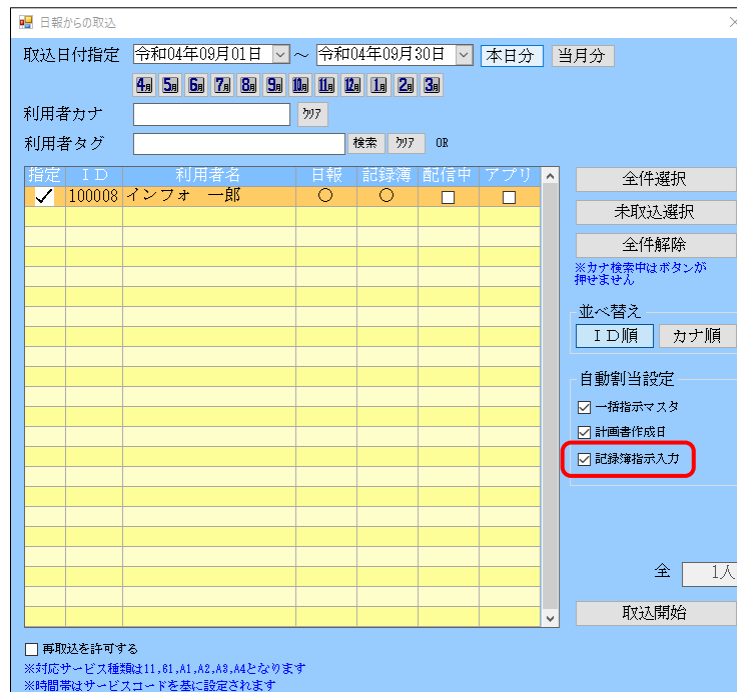 日報からの取込
取込日付指定 令和04年09月01日 ～ 令和04年09月30日 本日分 当月分
4月 5月 6月 7月 8月 9月 10月 11月 12月 1月 2月 3月
利用者カナ ｸﾘｱ
利用者タグ 検索 ｸﾘｱ OR
指定 ＩＤ 利用者名 日報 記録簿 配信中 アプリ
100008 インフォ 一郎 ○ ○
全件選択
未取込選択
全件解除
※カナ検索中はボタンが
押せません
並べ替え
ＩＤ順 カナ順
自動割当設定
一括指示マスタ
計画書作成日
記録簿指示入力
全 1人
取込開始
再取込を許可する
※対応サービス種類は11,61,A1,A2,A3,A4となります
※時間帯はサービスコードを基に設定されます